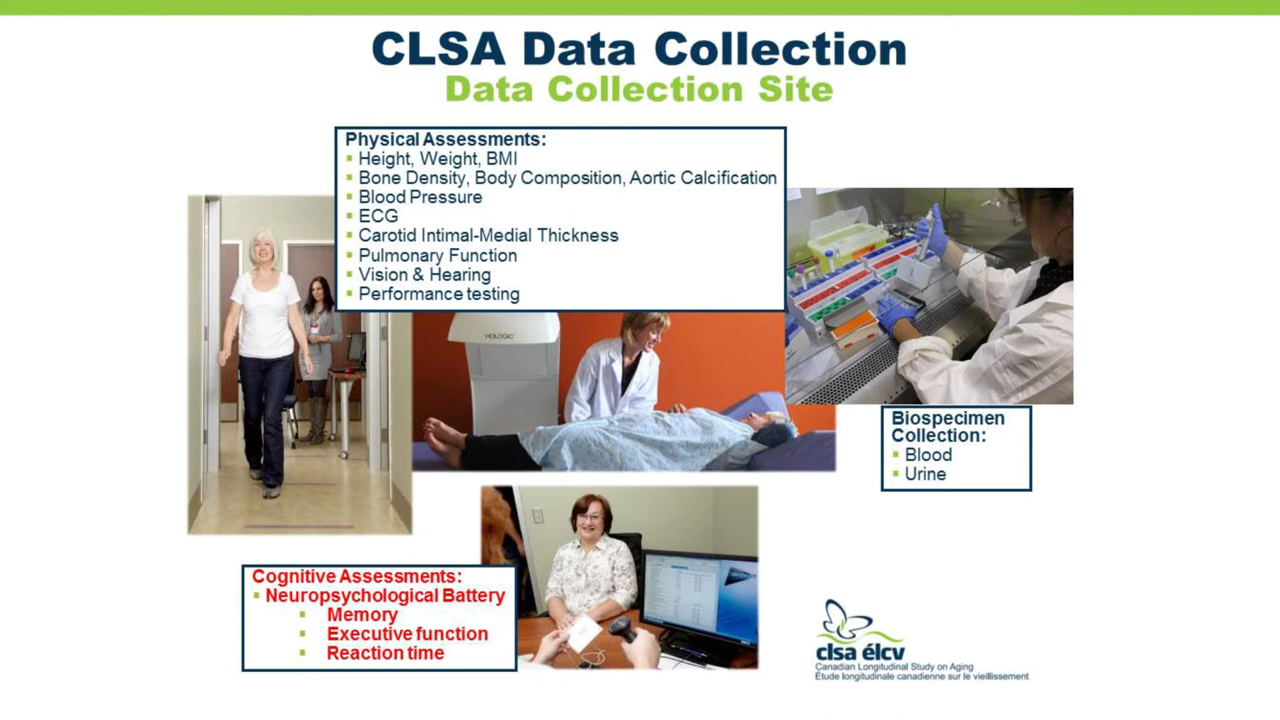 CLSA Data Collection
Data Collection Site
Physical Assessments:
▪ Height, Weight, BMI
▪ Bone Density, Body Composition, Aortic Calcification
▪ Blood Pressure
▪ ECG
▪ Carotid Intimal-Medial Thickness
▪ Pulmonary Function
▪ Vision & Hearing
▪ Performance testing
HOLOGIC
Biospecimen
Collection:
▪ Blood
▪ Urine
Cognitive Assessments:
▪ Neuropsychological Battery
▪ Memory
▪ Executive function
▪ Reaction time
clsa élcv
Canadian Longitudinal Study on Aging
Étude longitudinale canadienne sur le vieillissement